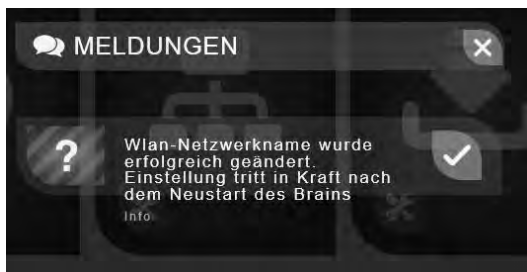 MELDUNGEN
?
Wlan-Netzwerkname wurde
erfolgreich geändert.
Einstellung tritt in Kraft nach
dem Neustart des Brains
Info